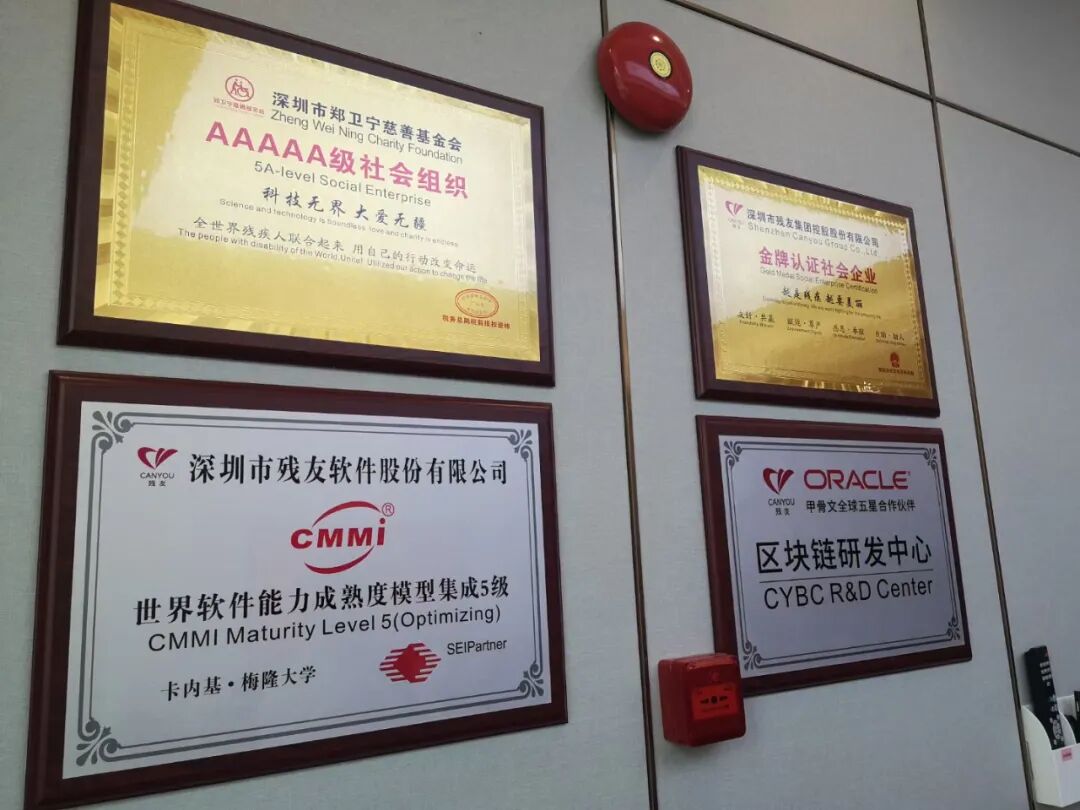 深圳市郑卫宁慈善基金会
Zheng Wei Ning Charity Foundation
AAAAA级社会组织
5A-level Social Enterprise
科技无界 大爱无疆
Science and technology is boundless, love and charity is endless
全世界残疾人联合起来 用自己的行动改变命运
The people with disability of the World,Unite! Utilized our action to change the
CANYOU
残友
深圳市残友集团控股股份有限公司
Shenzhen Canyou Group Co., Ltd
金牌认证社会企业
Gold Medal Social Enterprise Certification
越是残疾 越要美丽
CANYOU
残友
深圳市残友软件股份有限公司
CMMi®
世界软件能力成熟度模型集成5级
CMMI Maturity Level 5(Optimizing)
SEIPartner
卡内基·梅隆大学
CANYOU
残友
ORACLE
甲骨文全球五星合作伙伴
区块链研发中心
CYBC R&D Center